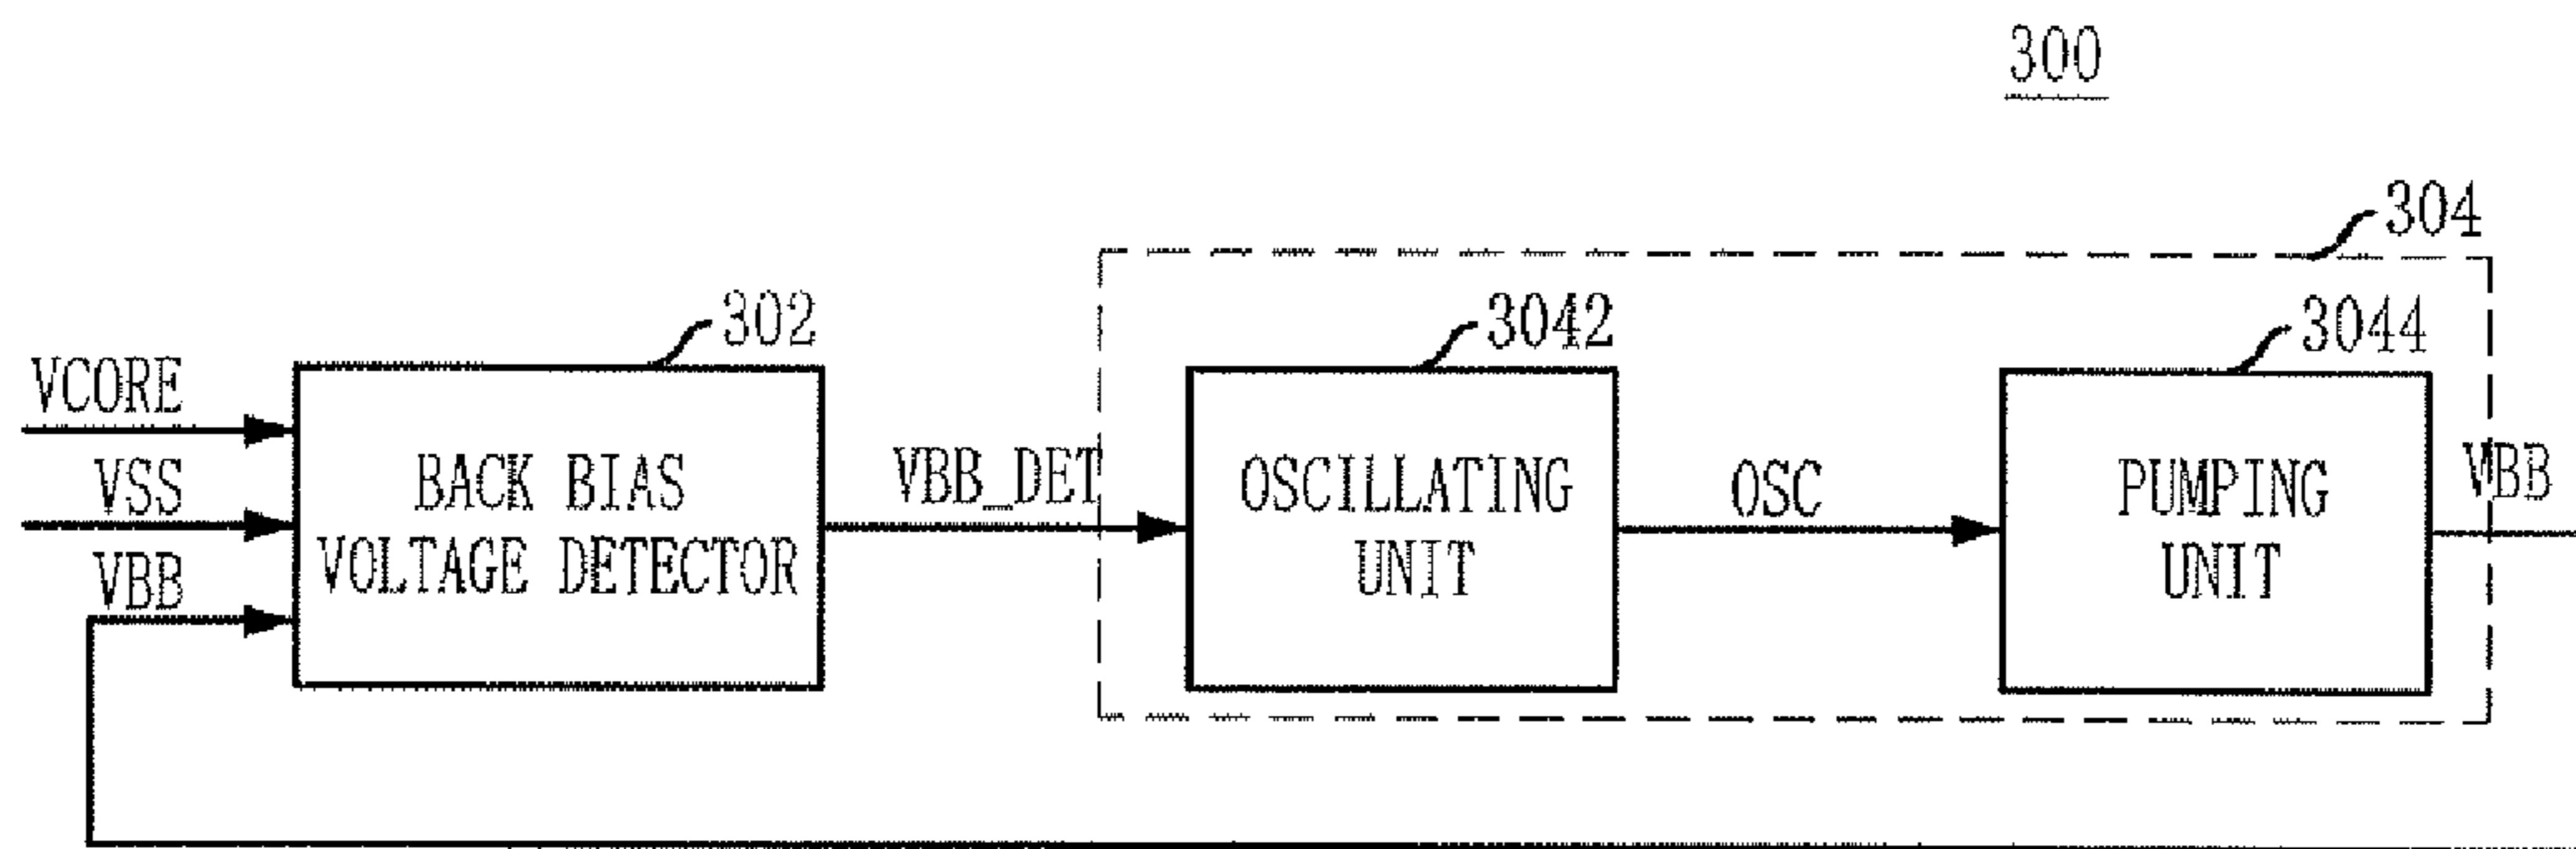 300
304
302
3042
3044
VCORE
VSS
VBB
BACK BIAS
VOLTAGE DETECTOR
VBB_DET
OSCILLATING
UNIT
OSC
PUMPING
UNIT
VBB